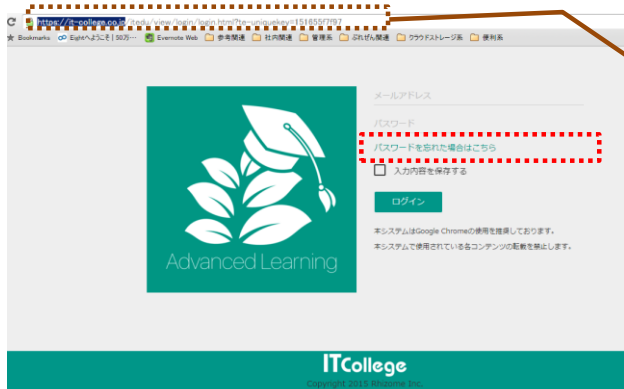 https://it-college.co.jp/itedu/view/login/login.html?te-uniquekey=151655f7f97
Bookmarks Eightへようこそ | 50万… Evernote Web 参考関連 社内関連 管理系 ぷれぜん関連 クラウドストレージ系 便利系
メールアドレス
パスワード
パスワードを忘れた場合はこちら
入力内容を保存する
ログイン
本システムはGoogle Chromeの使用を推奨しております。
本システムで使用されている各コンテンツの転載を禁止します。
Advanced Learning
ITCollege
Copyright 2015 Rhizome Inc.